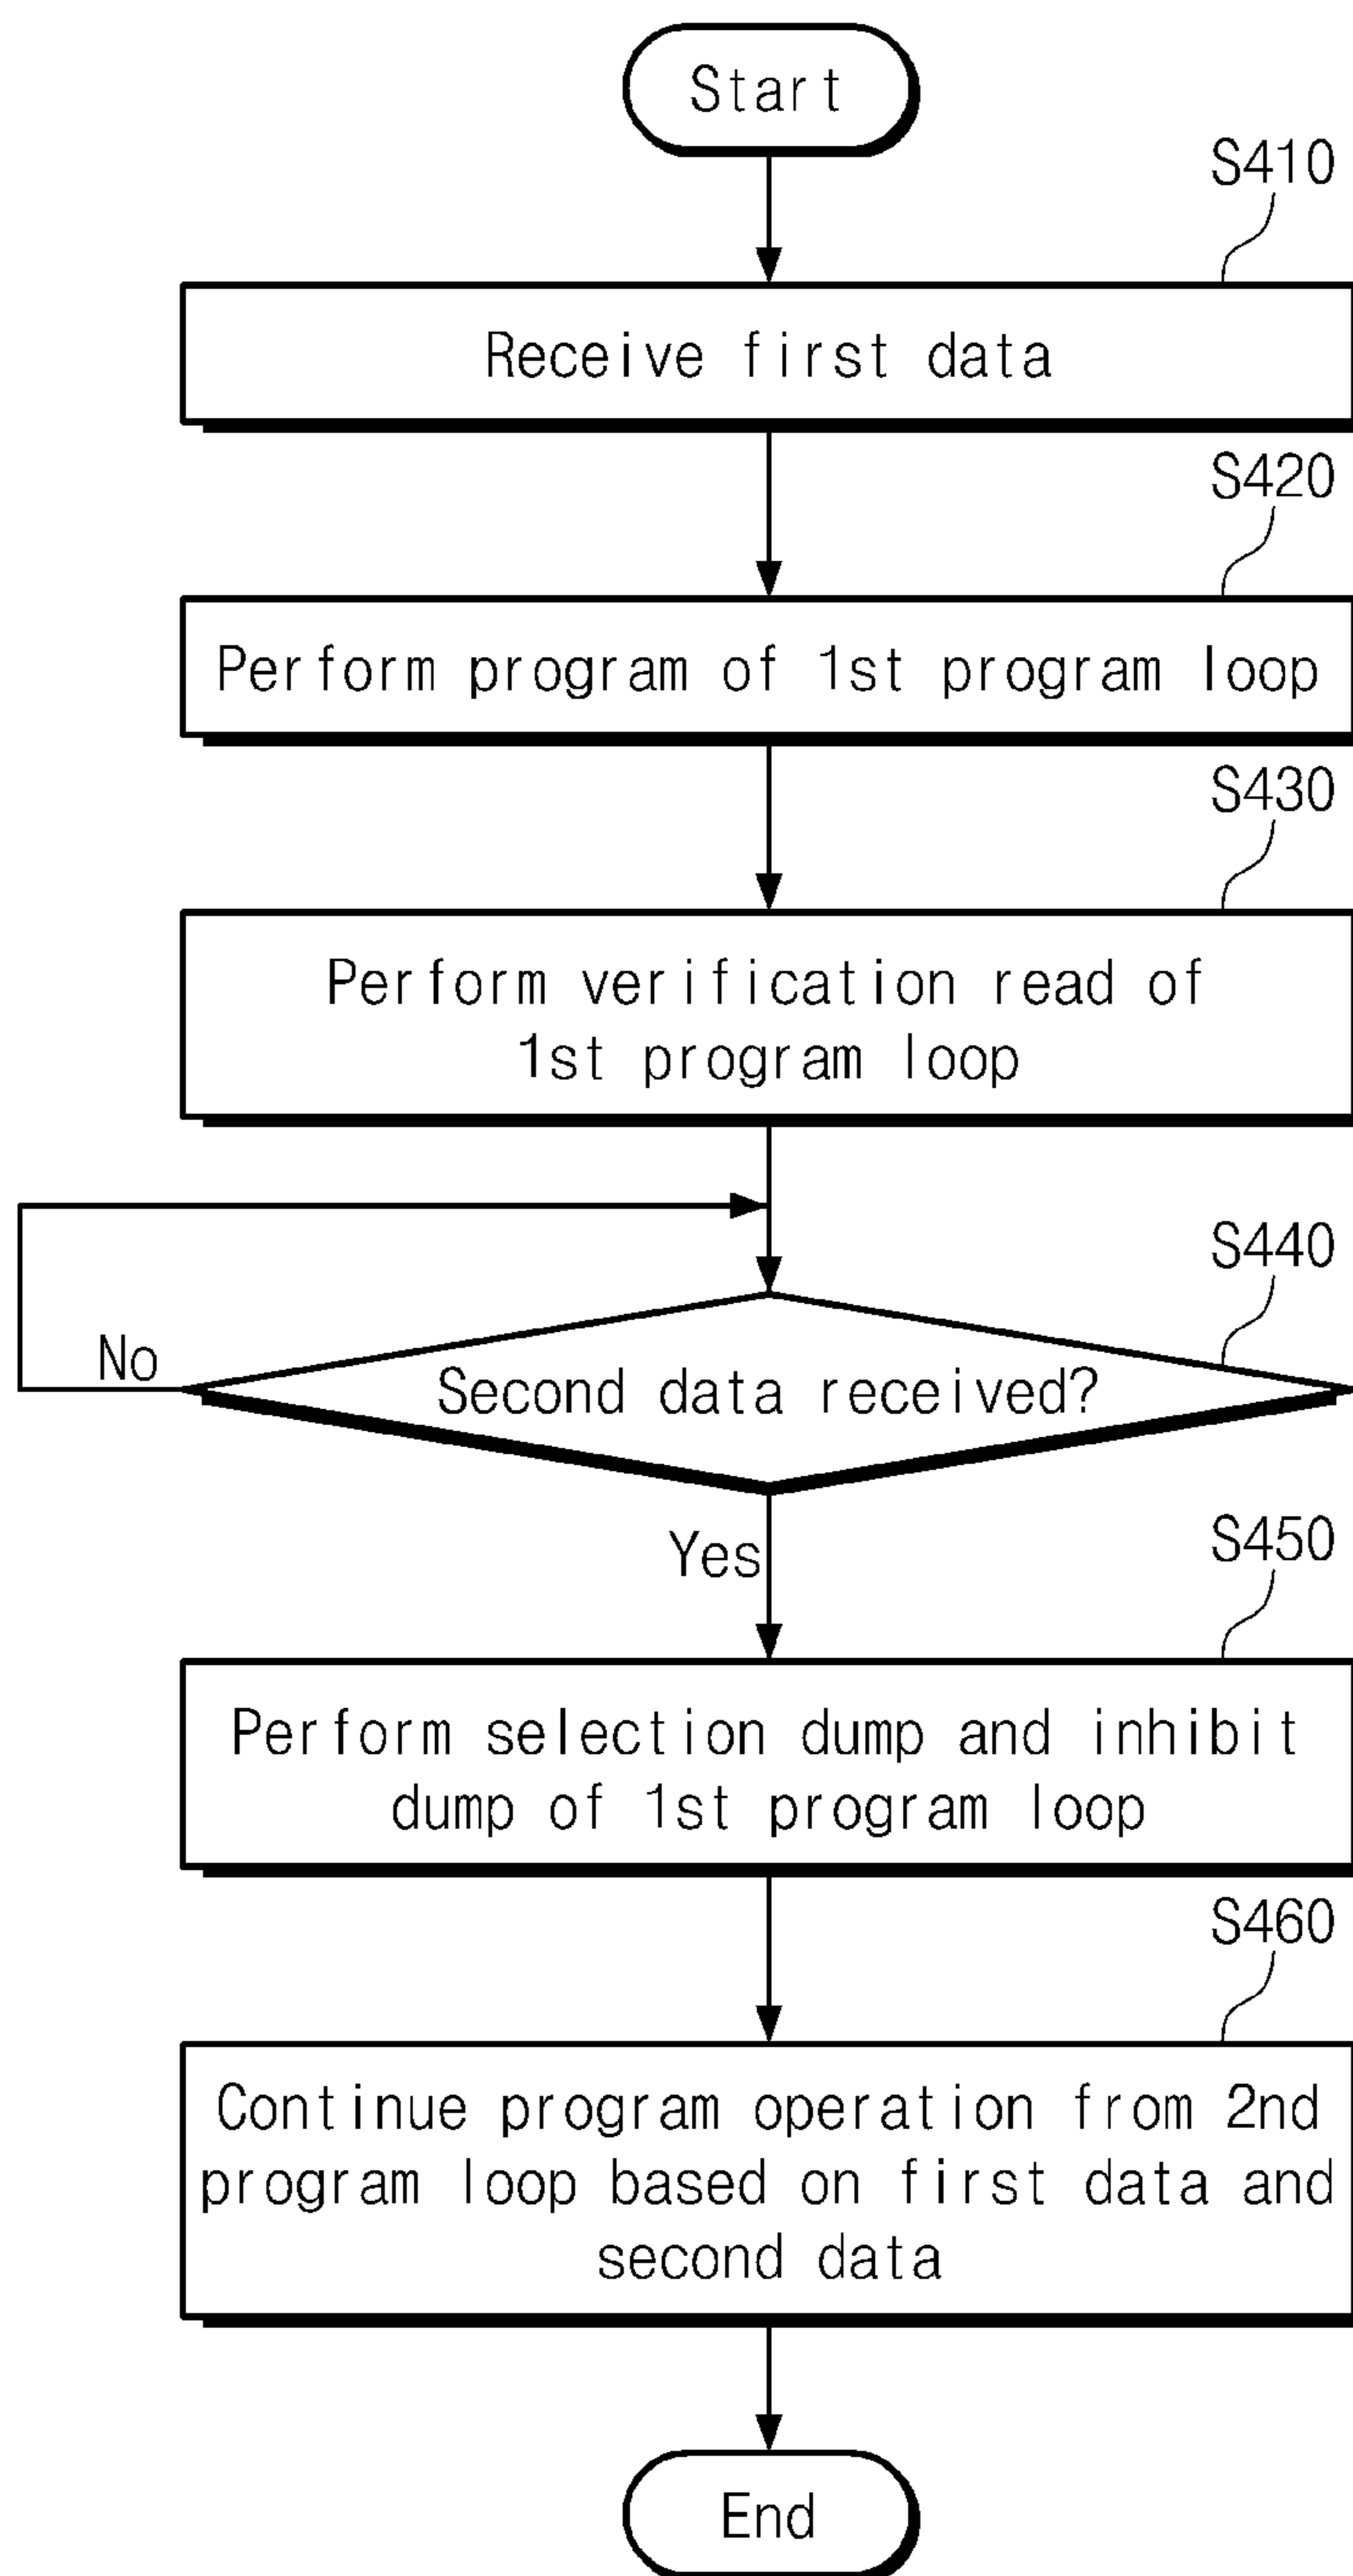 Start
S410
Receive first data
S420
Perform program of 1st program loop
S430
Perform verification read of
1st program loop
S440
No
Second data received?
Yes
S450
Perform selection dump and inhibit
dump of 1st program loop
S460
Continue program operation from 2nd
program loop based on first data and
second data
End